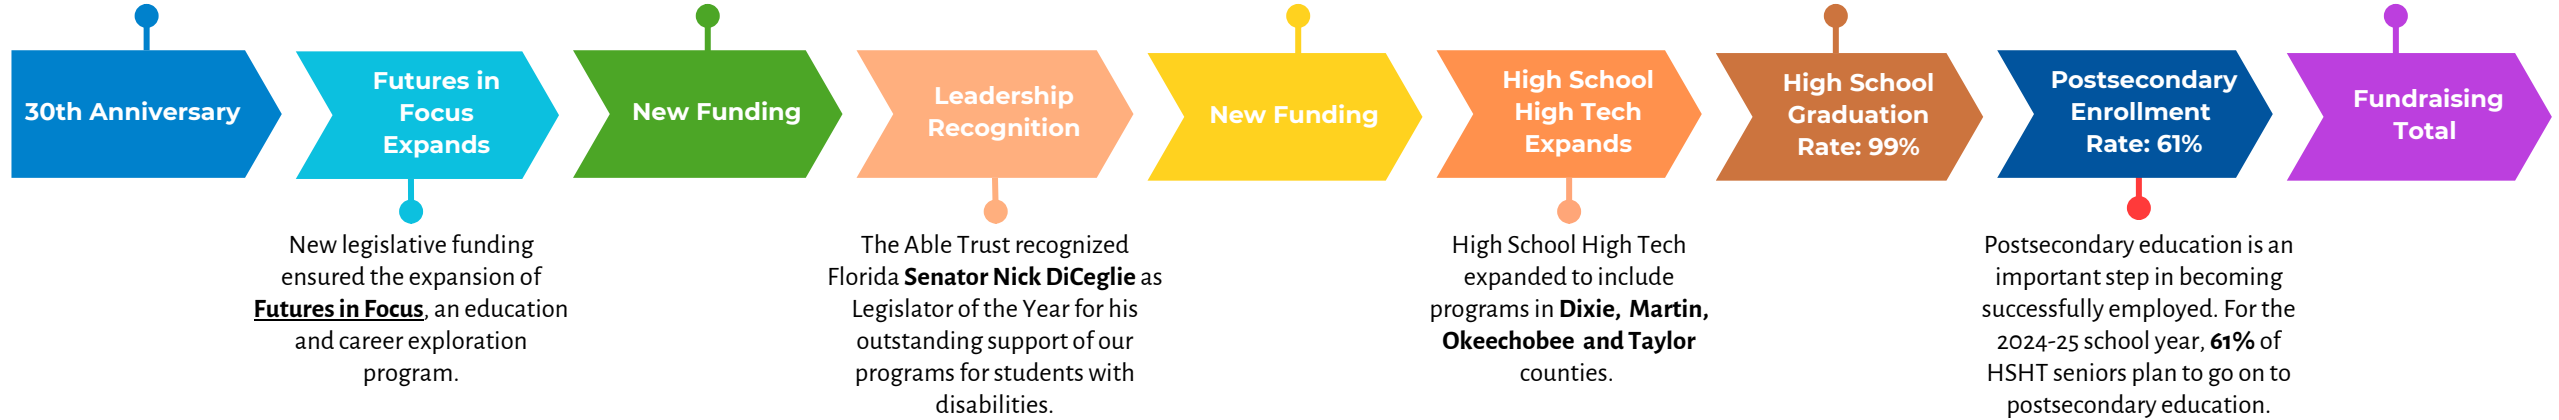 30th Anniversary
Futures in
Focus
Expands
New Funding
Leadership
Recognition
New Funding
High School
High Tech
Expands
High School
Graduation
Rate: 99%
Postsecondary
Enrollment
Rate: 61%
Fundraising
Total
New legislative funding
ensured the expansion of
Futures in Focus, an education
and career exploration
program.
The Able Trust recognized
Florida Senator Nick DiCeglie as
Legislator of the Year for his
outstanding support of our
programs for students with
disabilities.
High School High Tech
expanded to include
programs in Dixie, Martin,
Okeechobee and Taylor
counties.
Postsecondary education is an
important step in becoming
successfully employed. For the
2024-25 school year, 61% of
HSHT seniors plan to go on to
postsecondary education.